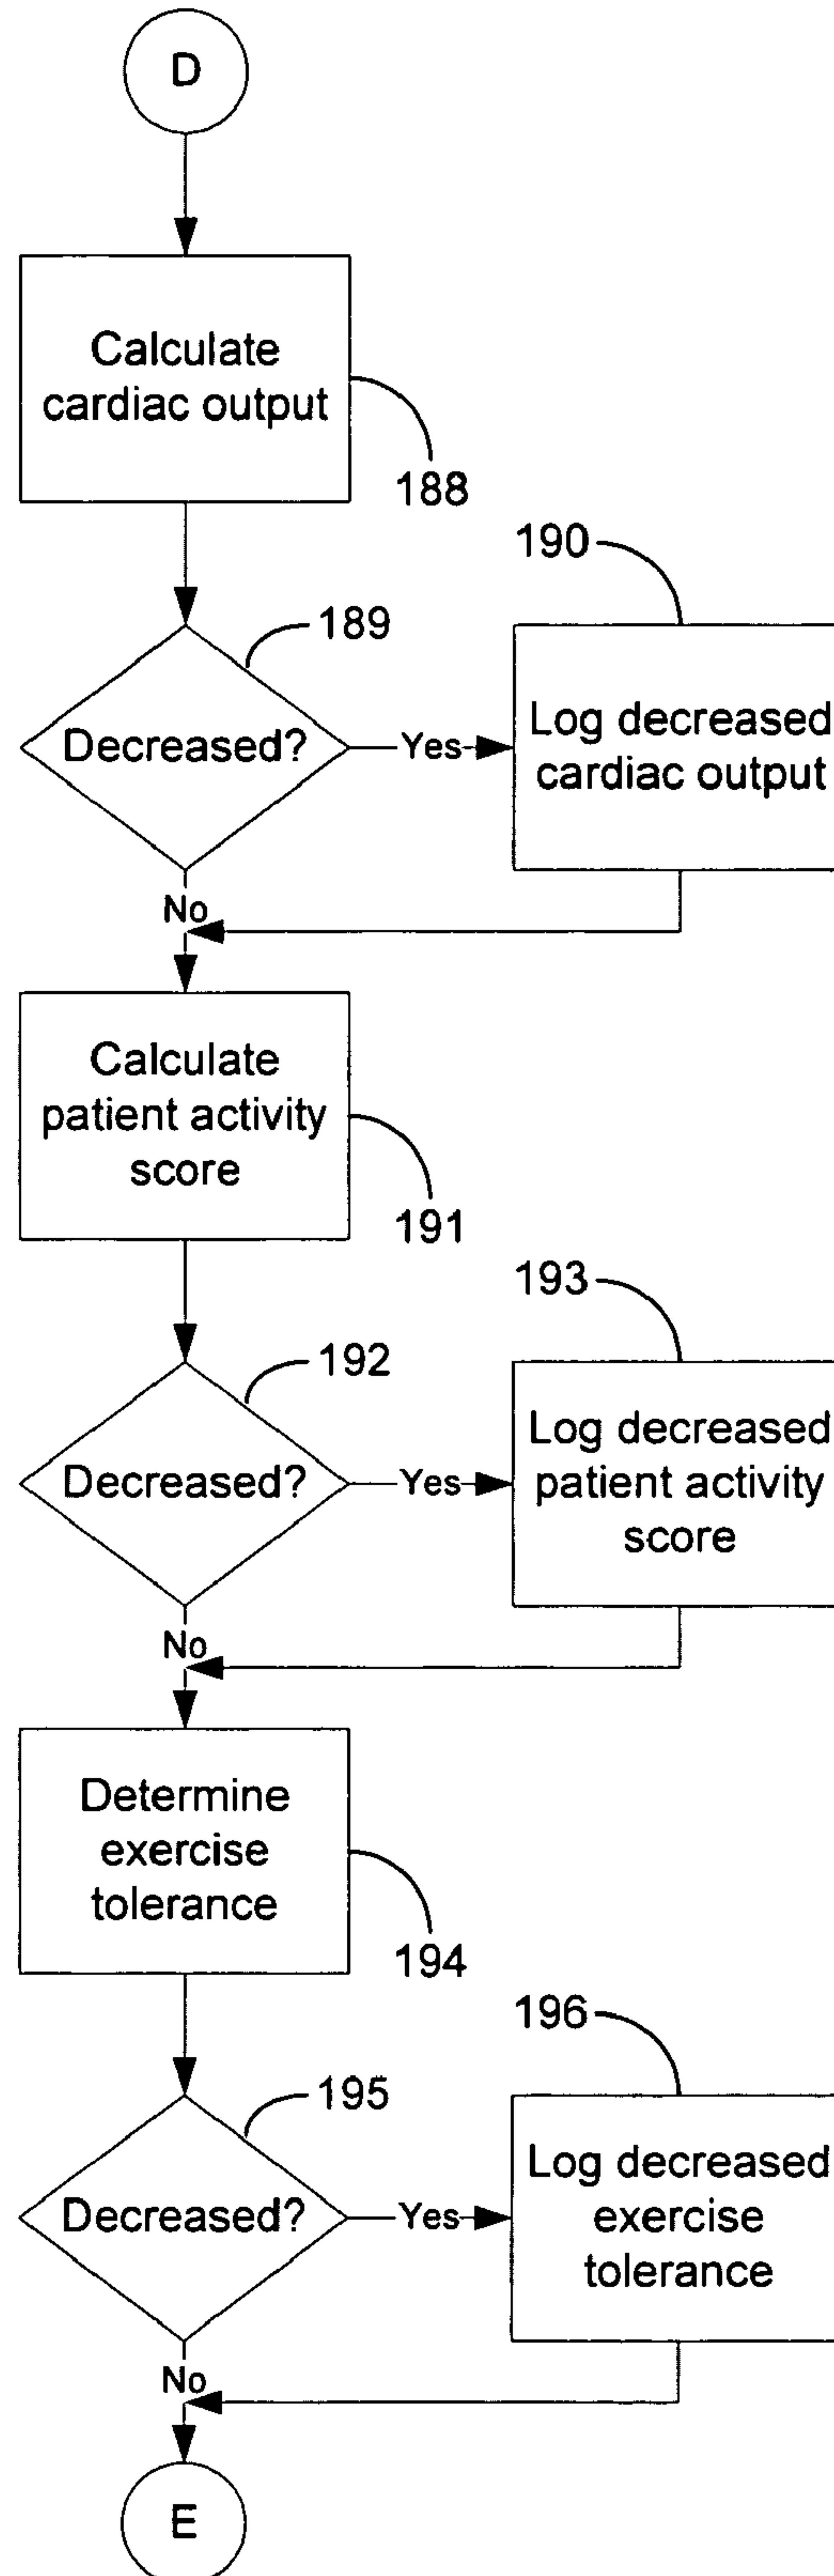 D
Calculate
cardiac output
188
190
189
Decreased?
Yes
Log decreased
cardiac output
No
Calculate
patient activity
score
191
193
192
Decreased?
Yes
Log decreased
patient activity
score
No
Determine
exercise
tolerance
194
196
195
Decreased?
Yes
Log decreased
exercise
tolerance
No
E